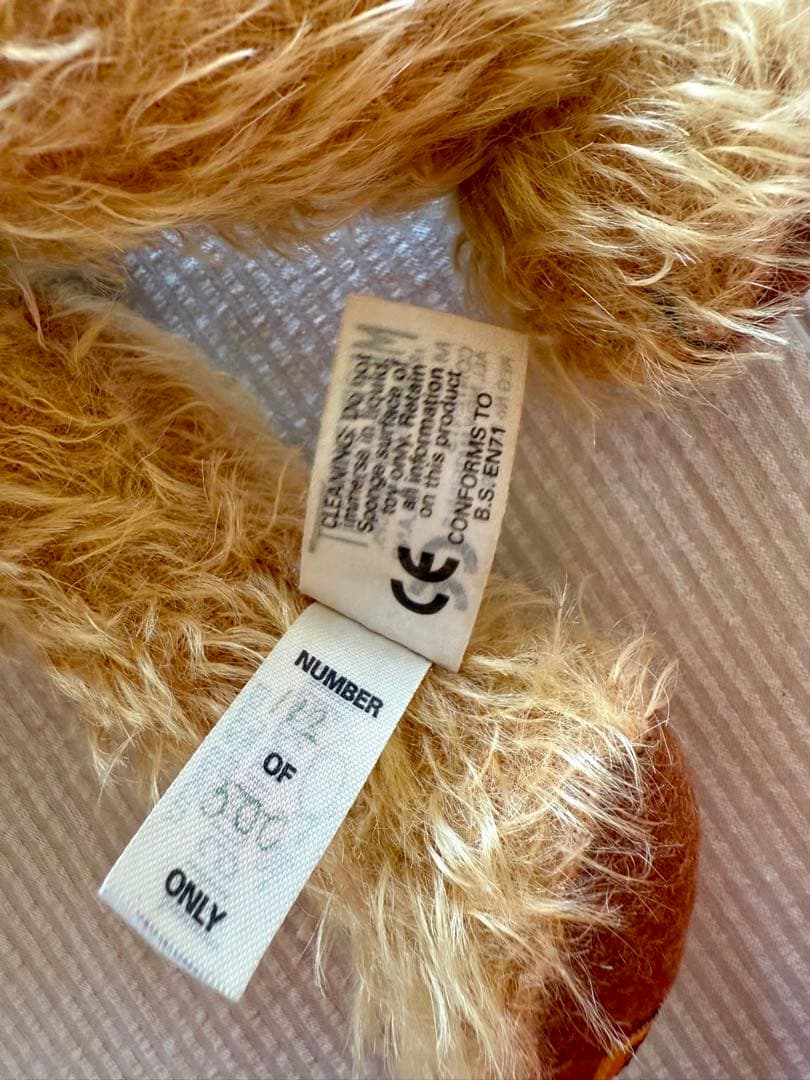 CLEANING: Do not
immerse in liquid.
Sponge surface of
toy only. Retain
all information
on this product
CONFORMS TO
B.S. EN71
CE
NUMBER
OF
500
ONLY